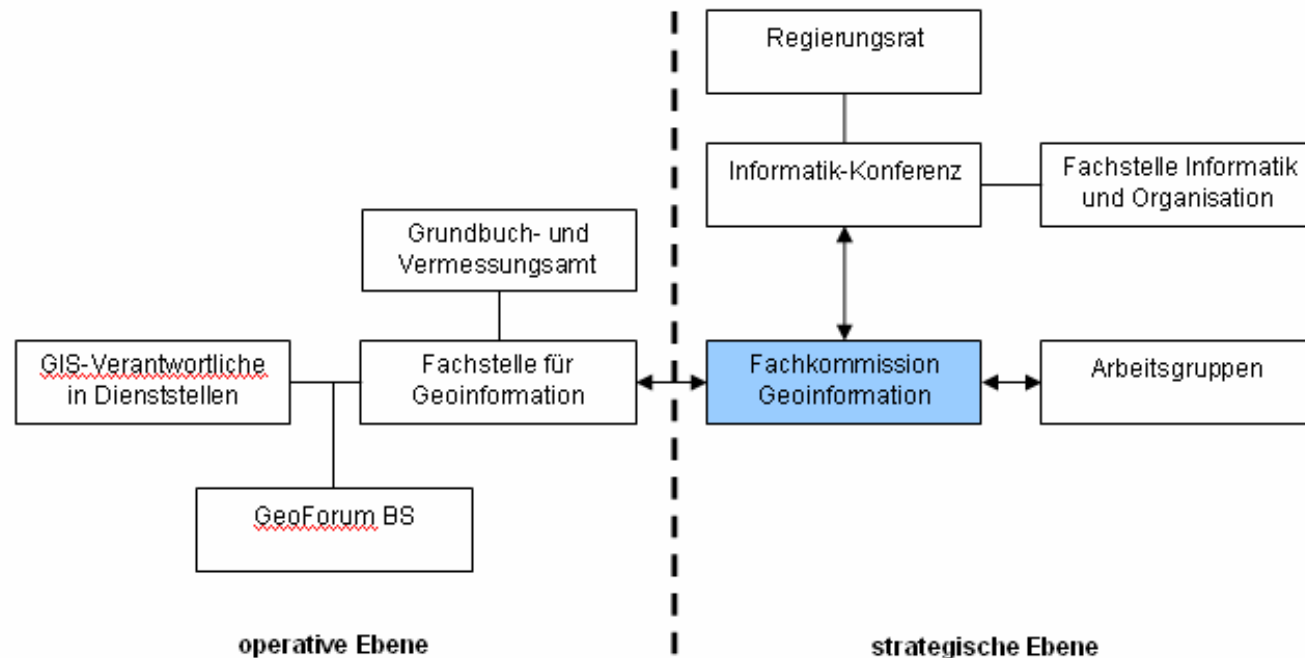 Regierungsrat
Informatik-Konferenz
Fachstelle Informatik
und Organisation
Grundbuch- und
Vermessungsamt
GIS-Verantwortliche
in Dienststellen
Fachstelle für
Geoinformation
Fachkommission
Geoinformation
Arbeitsgruppen
GeoForum BS
operative Ebene
strategische Ebene